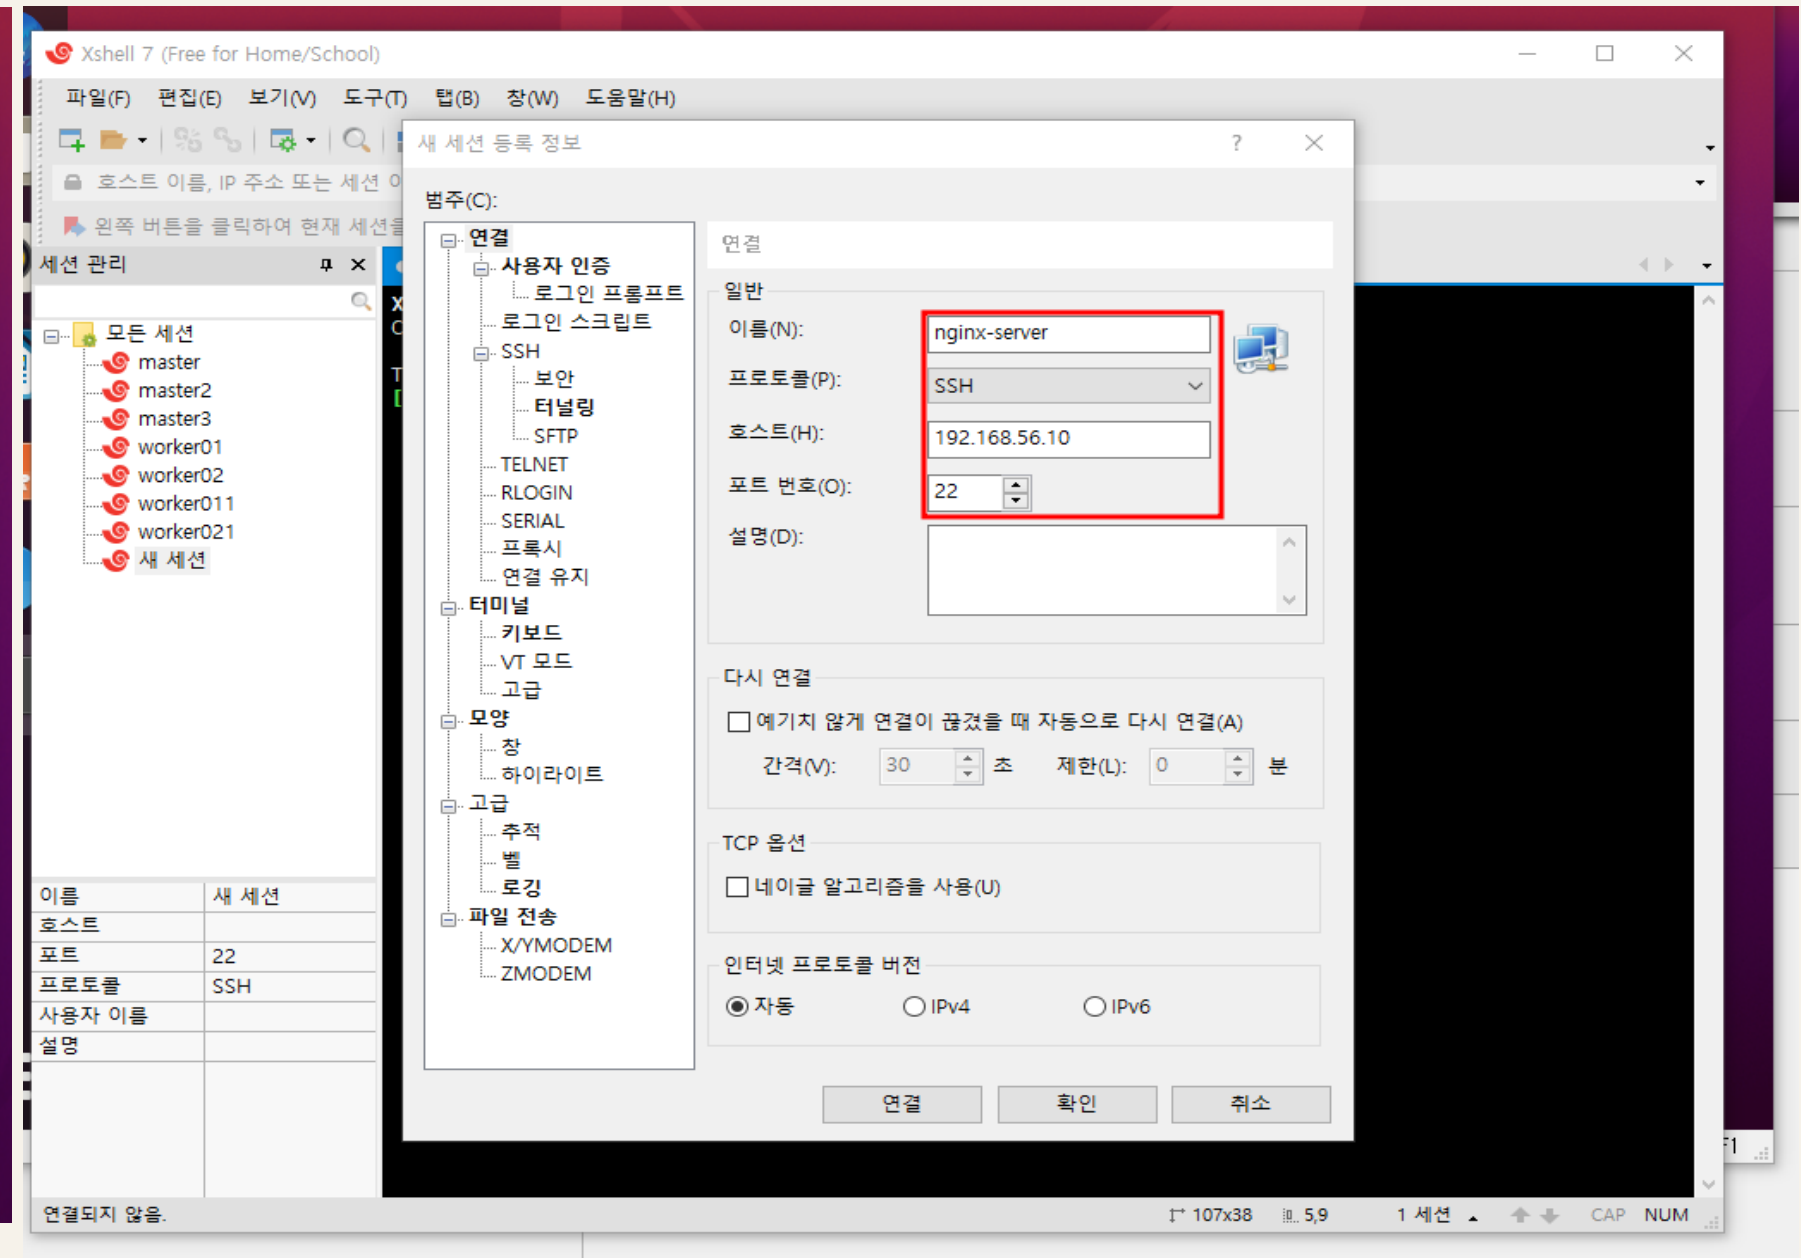 Xshell 7 (Free for Home/School)
파일(F) 편집(E) 보기(V) 도구(T) 탭(B) 창(W) 도움말(H)
호스트 이름, IP 주소 또는 세션
왼쪽 버튼을 클릭하여 현재 세션을
세션 관리
모든 세션
master
master2
master3
worker01
worker02
worker011
worker021
새 세션
이름 새 세션
호스트
포트 22
프로토콜 SSH
사용자 이름
설명
새 세션 등록 정보
범주(C):
연결
사용자 인증
로그인 프롬프트
로그인 스크립트
SSH
보안
터널링
SFTP
TELNET
RLOGIN
SERIAL
프록시
연결 유지
터미널
키보드
VT 모드
고급
모양
창
하이라이트
고급
추적
벨
로깅
파일 전송
X/YMODEM
ZMODEM
연결
일반
이름(N): nginx-server
프로토콜(P): SSH
호스트(H): 192.168.56.10
포트 번호(O): 22
설명(D):
다시 연결
예기치 않게 연결이 끊겼을 때 자동으로 다시 연결(A)
간격(V): 30 초 제한(L): 0 분
TCP 옵션
네이글 알고리즘을 사용(U)
인터넷 프로토콜 버전
자동 IPv4 IPv6
연결 확인 취소
연결되지 않음. 107x38 5,9 1 세션 CAP NUM